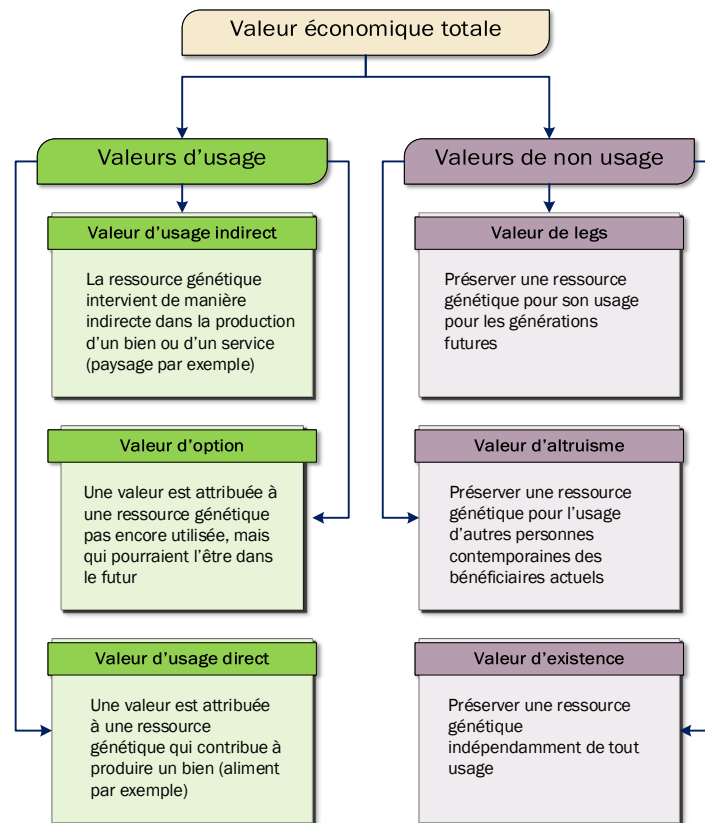 Valeur économique totale
Valeurs d'usage
Valeurs de non usage
Valeur d'usage indirect
La ressource génétique
intervient de manière
indirecte dans la production
d'un bien ou d'un service
(paysage par exemple)
Valeur de legs
Préserver une ressource
génétique pour son usage
pour les générations
futures
Valeur d'option
Une valeur est attribuée à
une ressource génétique
pas encore utilisée, mais
qui pourraient l'être dans
le futur
Valeur d'altruisme
Préserver une ressource
génétique pour l'usage
d'autres personnes
contemporaines des
bénéficiaires actuels
Valeur d'usage direct
Une valeur est attribuée
à une ressource
génétique qui contribue à
produire un bien (aliment
par exemple)
Valeur d'existence
Préserver une ressource
génétique
indépendamment de tout
usage